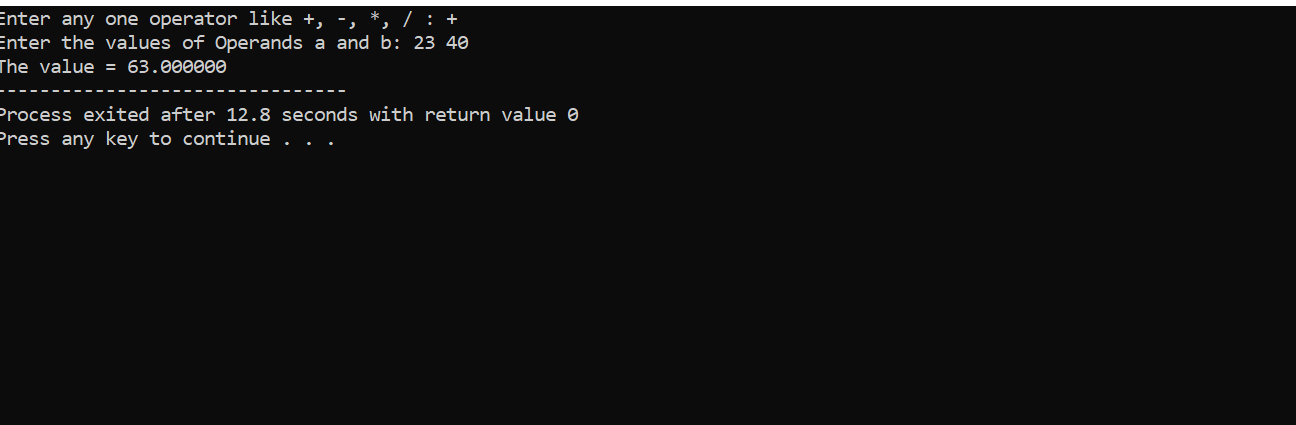 Enter any one operator like +, -, *, / : +
Enter the values of Operands a and b: 23 40
The value = 63.000000
--------------------------------
Process exited after 12.8 seconds with return value 0
Press any key to continue . . .